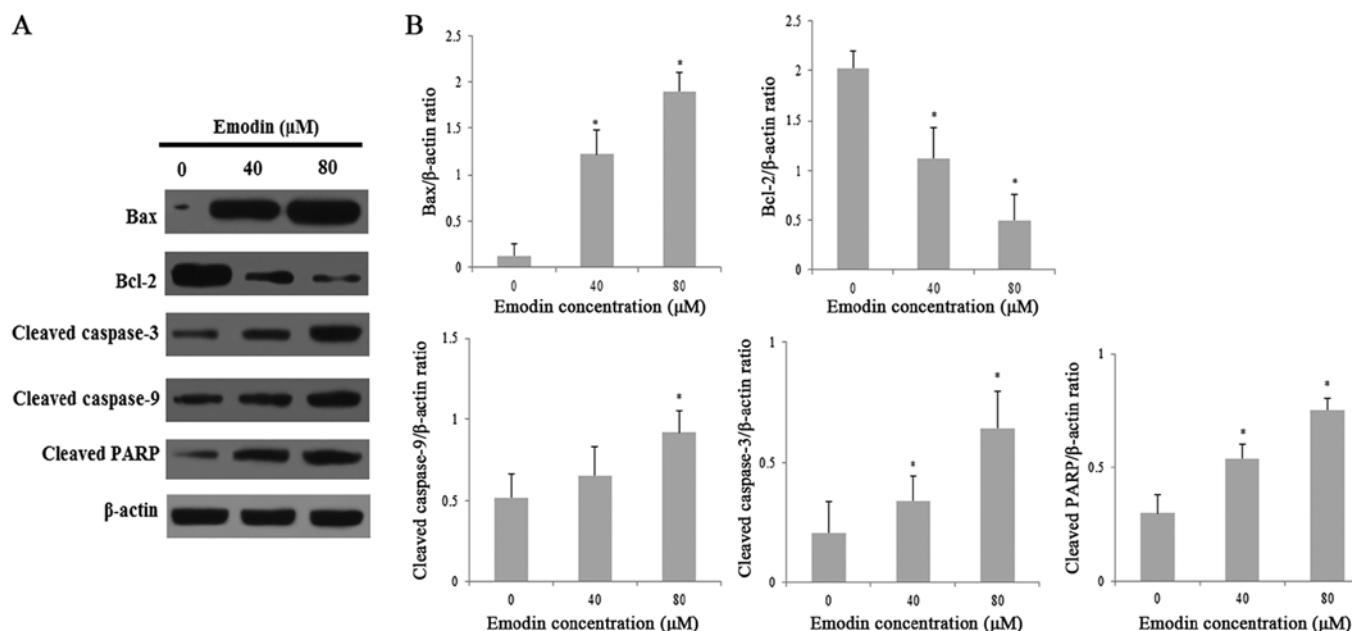 A
Emodin (μM)
0 40 80
Bax
Bcl-2
Cleaved caspase-3
Cleaved caspase-9
Cleaved PARP
β-actin
B
Bax/β-actin ratio
2.5
2
1.5
1
0.5
0
*
*
0 40 80
Emodin concentration (μM)
Bcl-2/β-actin ratio
2.5
2
1.5
1
0.5
0
*
*
0 40 80
Emodin concentration (μM)
Cleaved caspase-9/β-actin ratio
1.5
1
0.5
0
*
0 40 80
Emodin concentration (μM)
Cleaved caspase-3/β-actin ratio
1
0.5
0
*
*
0 40 80
Emodin concentration (μM)
Cleaved PARP/β-actin ratio
1
0.5
0
*
*
0 40 80
Emodin concentration (μM)